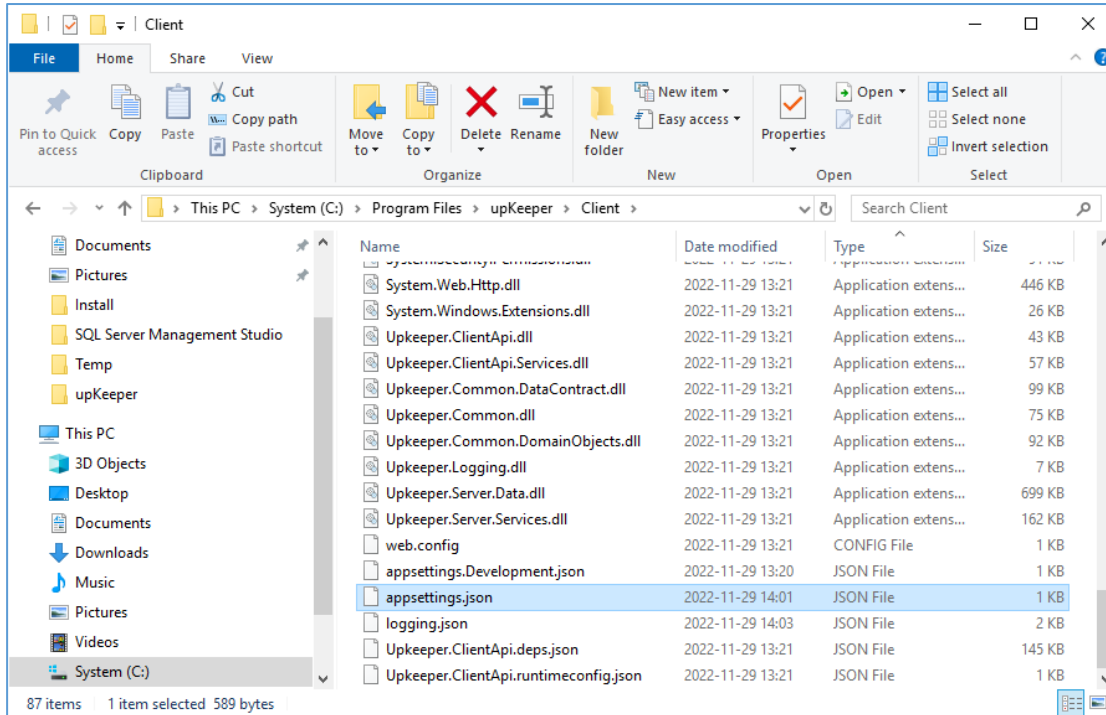 Client
File Home Share View
Pin to Quick access
Copy
Paste
Cut
Copy path
Paste shortcut
Clipboard
Move to
Copy to
Delete
Rename
Organize
New folder
New item
Easy access
New
Properties
Open
Edit
Open
Select all
Select none
Invert selection
Select
This PC > System (C:) > Program Files > upKeeper > Client >
Search Client
Documents
Pictures
Install
SQL Server Management Studio
Temp
upKeeper
This PC
3D Objects
Desktop
Documents
Downloads
Music
Pictures
Videos
System (C:)
Name Date modified Type Size
System.Web.Http.dll 2022-11-29 13:21 Application extens... 446 KB
System.Windows.Extensions.dll 2022-11-29 13:21 Application extens... 26 KB
Upkeeper.ClientApi.dll 2022-11-29 13:21 Application extens... 43 KB
Upkeeper.ClientApi.Services.dll 2022-11-29 13:21 Application extens... 57 KB
Upkeeper.Common.DataContract.dll 2022-11-29 13:21 Application extens... 99 KB
Upkeeper.Common.dll 2022-11-29 13:21 Application extens... 75 KB
Upkeeper.Common.DomainObjects.dll 2022-11-29 13:21 Application extens... 92 KB
Upkeeper.Logging.dll 2022-11-29 13:21 Application extens... 7 KB
Upkeeper.Server.Data.dll 2022-11-29 13:21 Application extens... 699 KB
Upkeeper.Server.Services.dll 2022-11-29 13:21 Application extens... 162 KB
web.config 2022-11-29 13:21 CONFIG File 1 KB
appsettings.Development.json 2022-11-29 13:20 JSON File 1 KB
appsettings.json 2022-11-29 14:01 JSON File 1 KB
logging.json 2022-11-29 14:03 JSON File 2 KB
Upkeeper.ClientApi.deps.json 2022-11-29 13:21 JSON File 145 KB
Upkeeper.ClientApi.runtimeconfig.json 2022-11-29 13:21 JSON File 1 KB
87 items 1 item selected 589 bytes